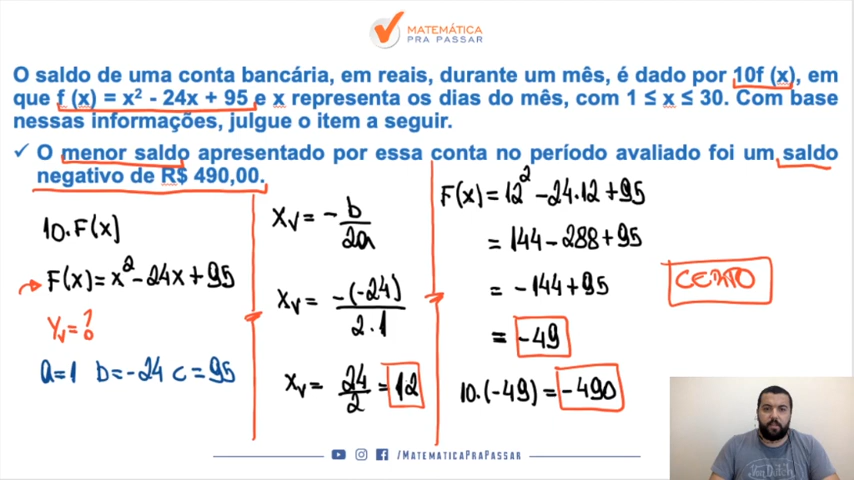 MATEMÁTICA
PRA PASSAR
O saldo de uma conta bancária, em reais, durante um mês, é dado por 10f (x), em
que f (x) = x² - 24x + 95 e x representa os dias do mês, com 1 ≤ x ≤ 30. Com base
nessas informações, julgue o item a seguir.
✓ O menor saldo apresentado por essa conta no período avaliado foi um saldo
negativo de R$ 490,00.
10.F(x)
F(x)=x²-24x+95
Yv=?
a=1 b=-24 c=95
Xv=-b/2a
Xv=-(-24)/2.1
Xv=24/2=12
F(x)=12²-24.12+95
=144-288+95
=-144+95
=-49
10.(-49)=-490
CERTO
/MATEMATICAPRAPASSAR